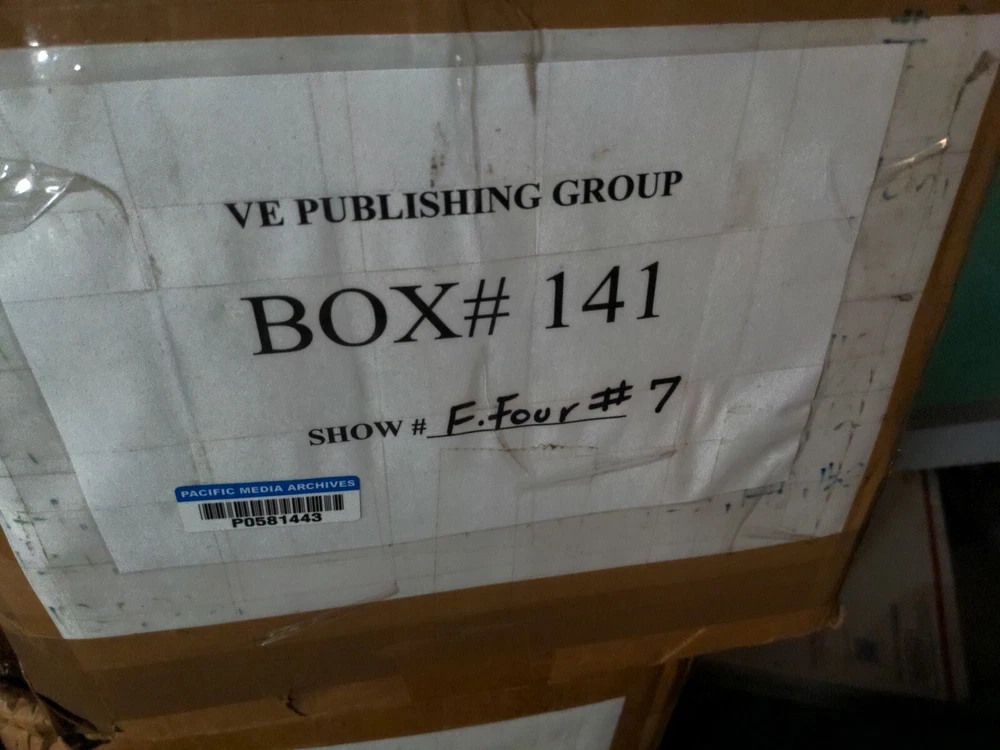 VE PUBLISHING GROUP
BOX# 141
SHOW # F.Four # 7
PACIFIC MEDIA ARCHIVES
P0581443